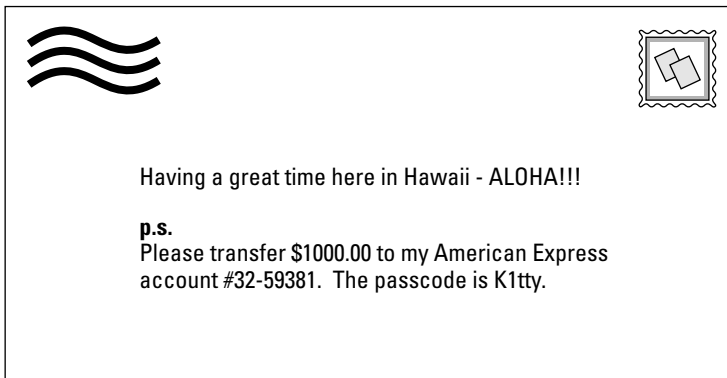 Having a great time here in Hawaii - ALOHA!!!
p.s.
Please transfer $1000.00 to my American Express
account #32-59381.  The passcode is K1tty.